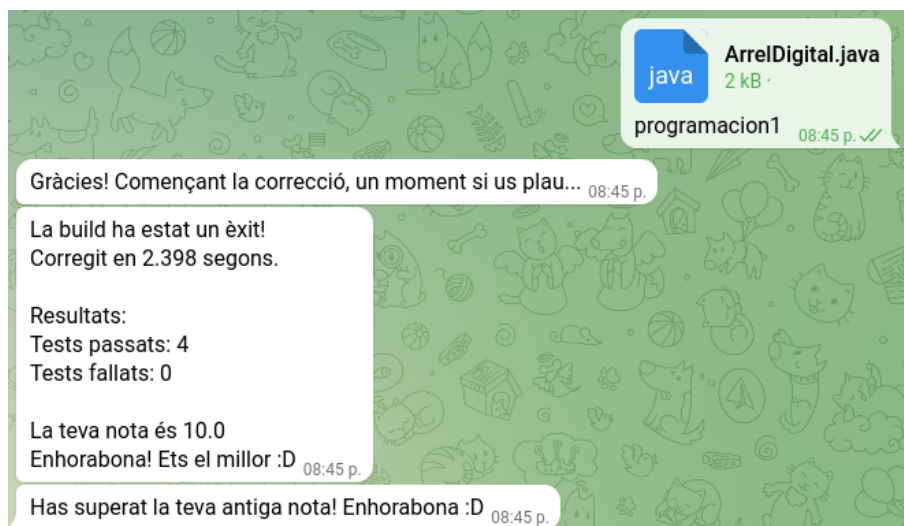 java
ArrelDigital.java
2 kB ·
programacion1
08:45 p.
Gràcies! Començant la correcció, un moment si us plau...
08:45 p.
La build ha estat un èxit!
Corregit en 2.398 segons.
Resultats:
Tests passats: 4
Tests fallats: 0
La teva nota és 10.0
Enhorabona! Ets el millor :D
08:45 p.
Has superat la teva antiga nota! Enhorabona :D
08:45 p.